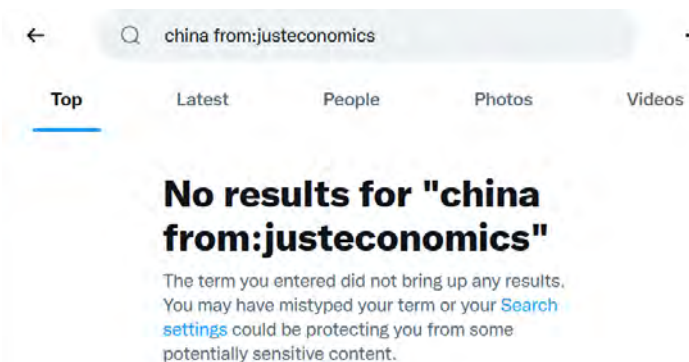 china from:justeconomics
Top Latest People Photos Videos
No results for "china
from:justeconomics"
The term you entered did not bring up any results.
You may have mistyped your term or your Search
settings could be protecting you from some
potentially sensitive content.